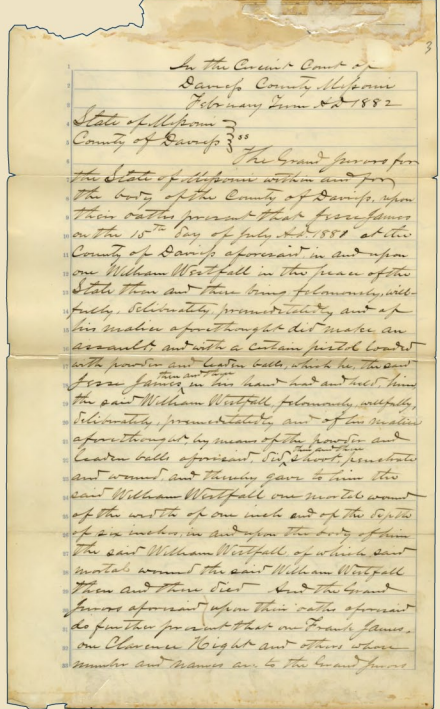 3
In the Circuit Court of
Daviess County Missouri
February Term A.D. 1882
State of Missouri
County of Daviess } ss
The Grand Jurors for
the State of Missouri within and for
the body of the County of Daviess, upon
their oaths present that Jesse James
on the 15th day of July A.D. 1881 at the
County of Daviess aforesaid, in and upon
one William Westfall in the peace of the
State then and there being feloniously, will-
fully, deliberately, premeditatedly and of
his malice aforethought did make an
assault, and with a certain pistol loaded
with powder and leaden balls, which he, the said
Jesse James, then and there in his hand had and held, him
the said William Westfall feloniously, willfully,
deliberately, premeditatedly and of his malice
aforethought, by means of the powder and
leaden balls aforesaid, did then and there shoot, penetrate
and wound, and thereby gave to him the
said William Westfall one mortal wound
of the width of one inch and of the depth
of six inches, in and upon the body of him
the said William Westfall, of which said
mortal wound the said William Westfall
then and there died. And the Grand
Jurors aforesaid, upon their oaths aforesaid
do further present that one Frank James,
one Clarence Hight and others whose
number and names are to the Grand Jurors